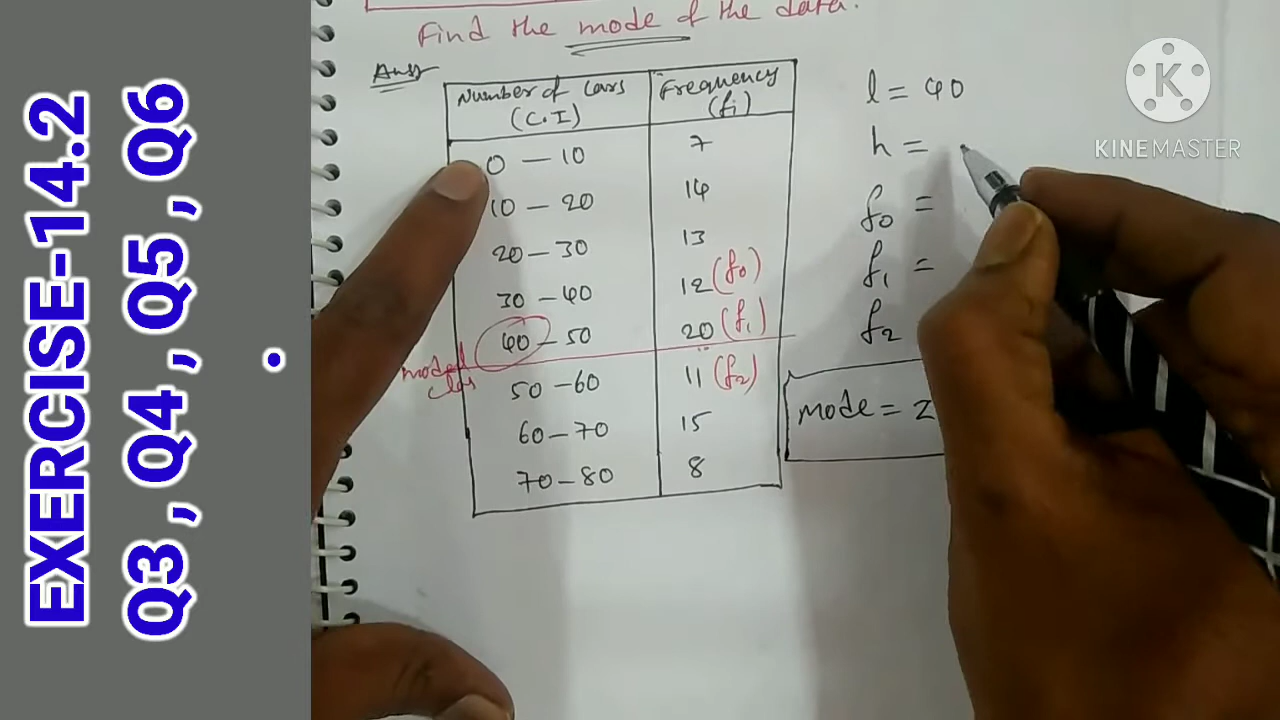 EXERCISE-14.2
Q3 , Q4 , Q5 , Q6
.
Find the mode of the data.
Ans
Number of Cars (C.I) Frequency (fi)
0 – 10 7
10 – 20 14
20 – 30 13
30 – 40 12 (f0)
40 – 50 20 (f1)
modal class
50 – 60 11 (f2)
60 – 70 15
70 – 80 8
l = 40
h =
f0 =
f1 =
f2
mode =
K
KINEMASTER